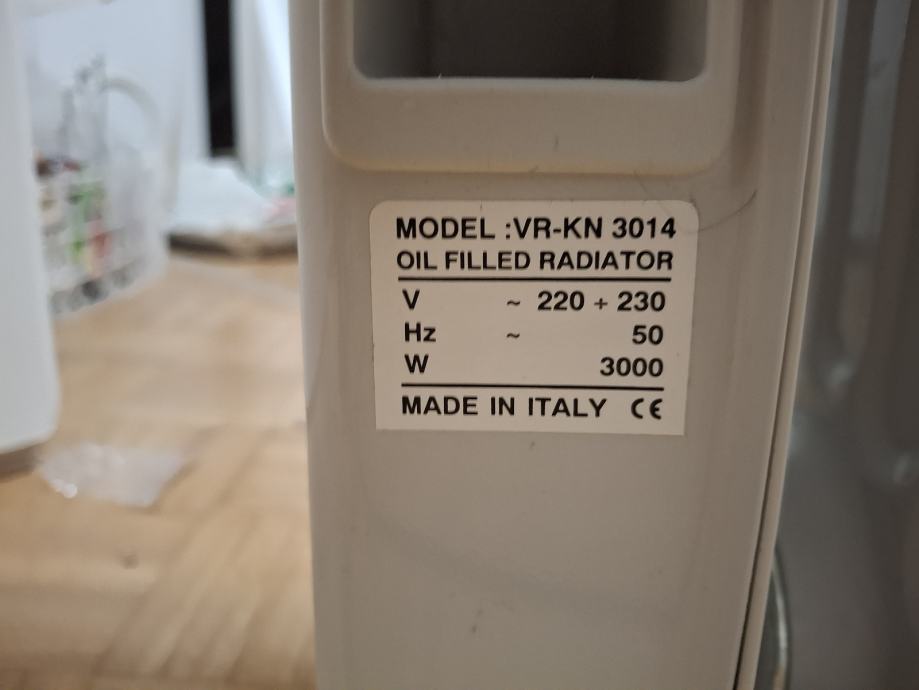 MODEL :VR-KN 3014
OIL FILLED RADIATOR
V ~ 220 ÷ 230
Hz ~ 50
W 3000
MADE IN ITALY CE